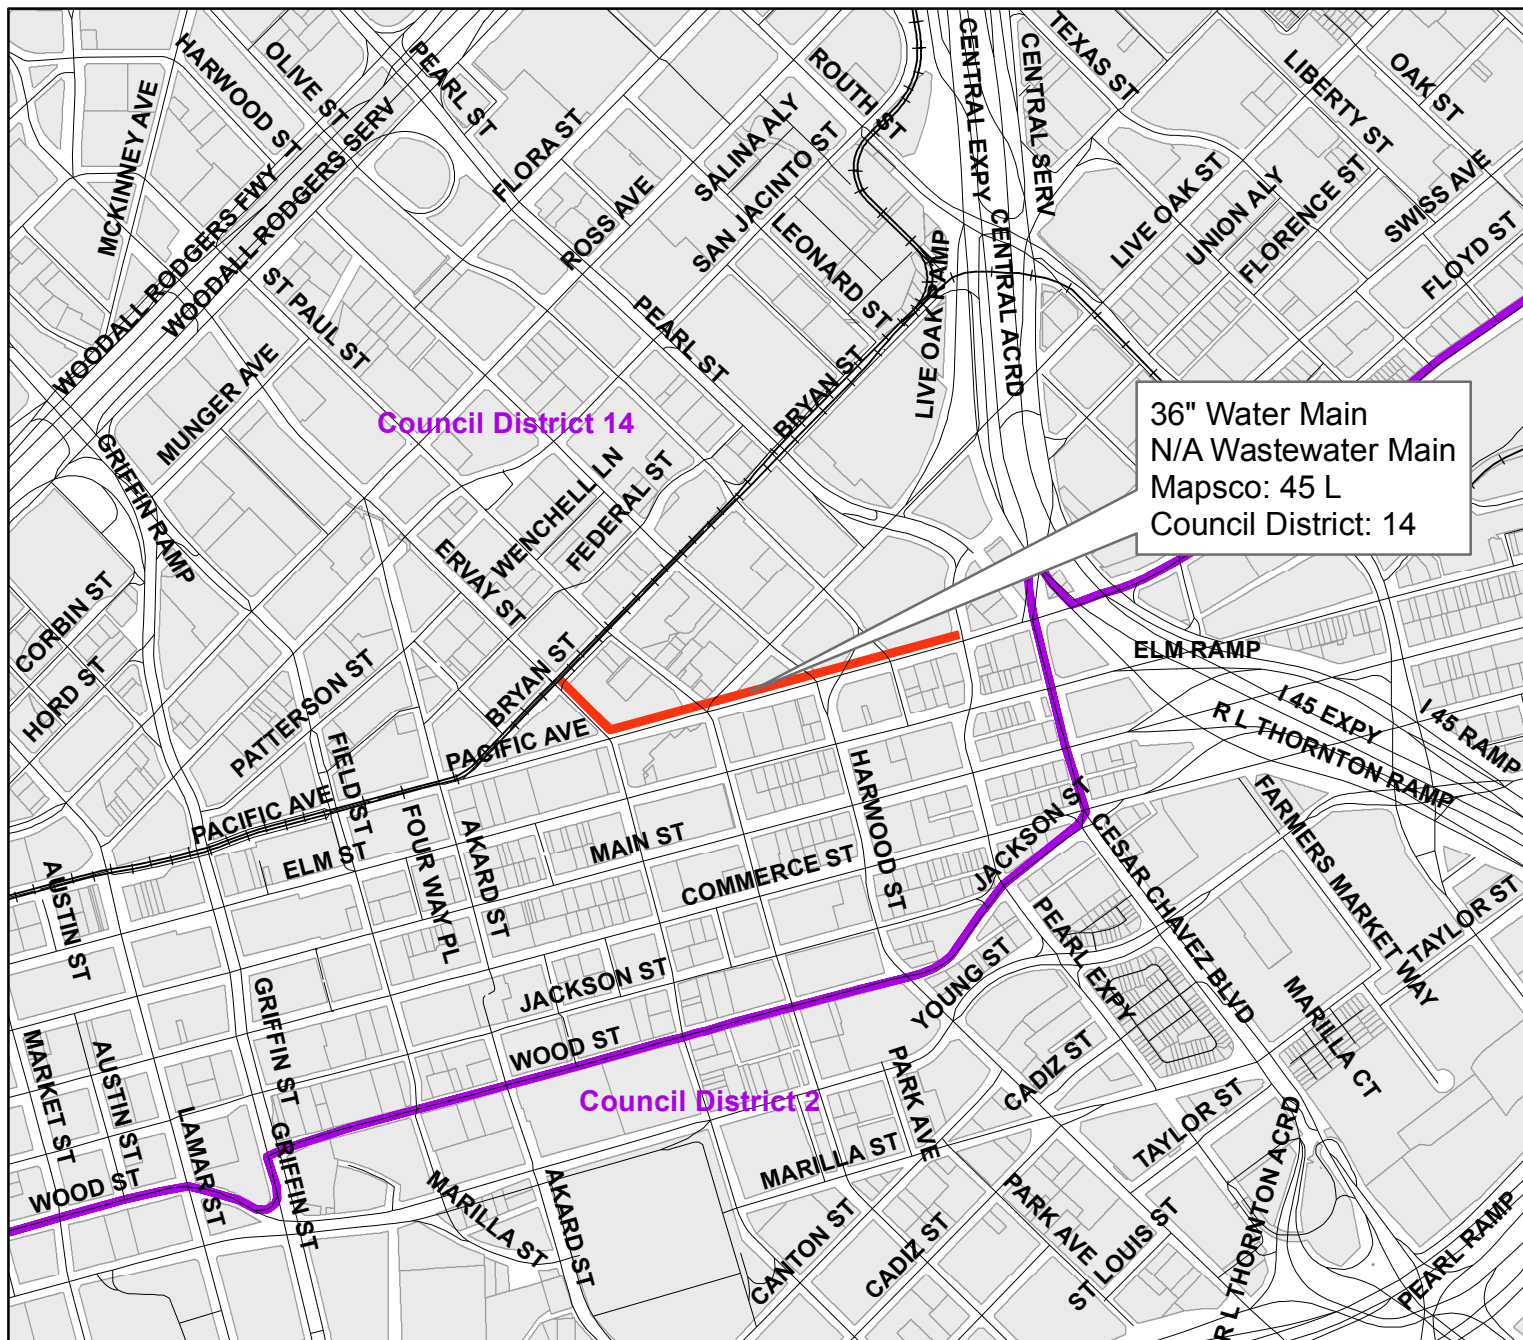 HARWOOD ST
OLIVE ST
PEARL ST
MCKINNEY AVE
WOODALL RODGERS FWY
WOODALL RODGERS SERV
FLORA ST
ROUTH ST
SALINA ALY
SAN JACINTO ST
ROSS AVE
LEONARD ST
CENTRAL EXPY
CENTRAL SERV
TEXAS ST
LIBERTY ST
OAK ST
LIVE OAK ST
UNION ALY
FLORENCE ST
SWISS AVE
FLOYD ST
CENTRAL ACRD
LIVE OAK RAMP
ST PAUL ST
PEARL ST
MUNGER AVE
BRYAN ST
Council District 14
36" Water Main
N/A Wastewater Main
Mapsco: 45 L
Council District: 14
GRIFFIN RAMP
WENCHELL LN
FEDERAL ST
ERVAY ST
CORBIN ST
HORD ST
PATTERSON ST
BRYAN ST
PACIFIC AVE
FIELD ST
PACIFIC AVE
ELM RAMP
I 45 EXPY
I 45 RAMP
R L THORNTON RAMP
ELM ST
FOUR WAY PL
AKARD ST
MAIN ST
COMMERCE ST
HARWOOD ST
JACKSON ST
CESAR CHAVEZ BLVD
FARMERS MARKET WAY
TAYLOR ST
AUSTIN ST
PEARL EXPY
JACKSON ST
YOUNG ST
GRIFFIN ST
WOOD ST
MARILLA CT
MARKET ST
AUSTIN ST
Council District 2
PARK AVE
CADIZ ST
TAYLOR ST
R L THORNTON ACRD
LAMAR ST
GRIFFIN ST
WOOD ST
MARILLA ST
AKARD ST
MARILLA ST
CANTON ST
CADIZ ST
PARK AVE
ST LOUIS ST
PEARL RAMP